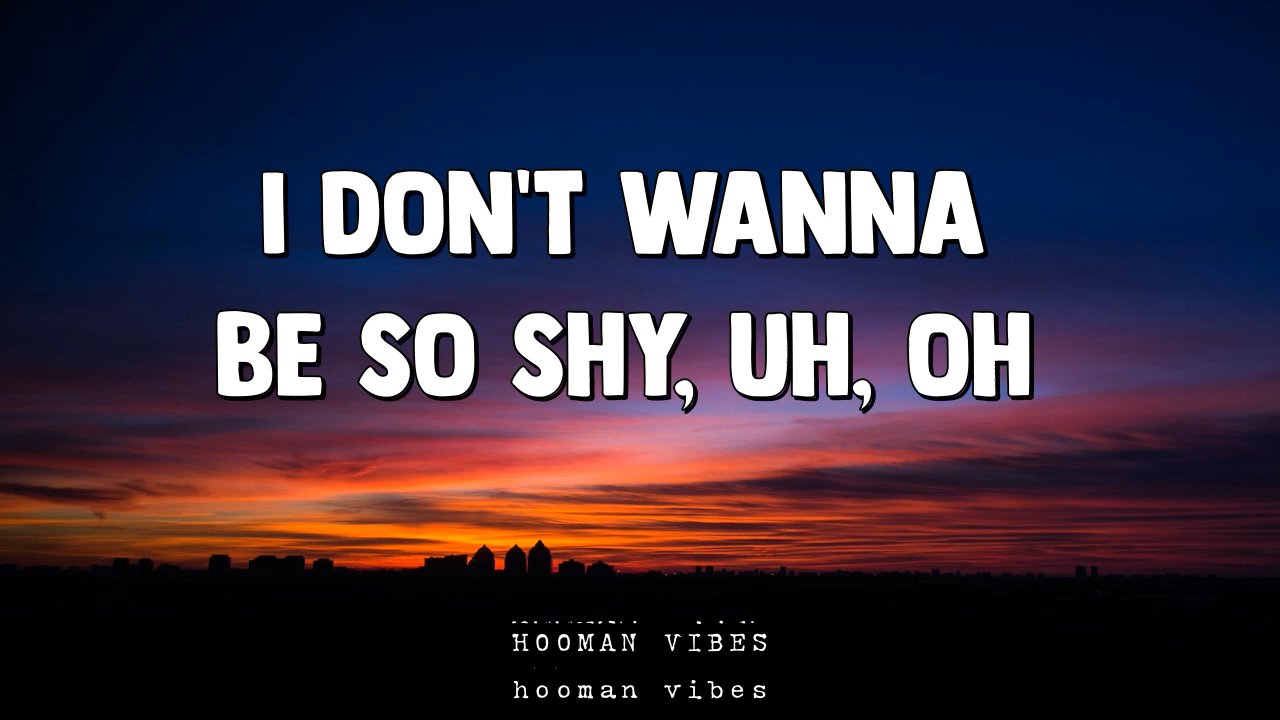 I DON'T WANNA
BE SO SHY, UH, OH
HOOMAN VIBES
hooman vibes